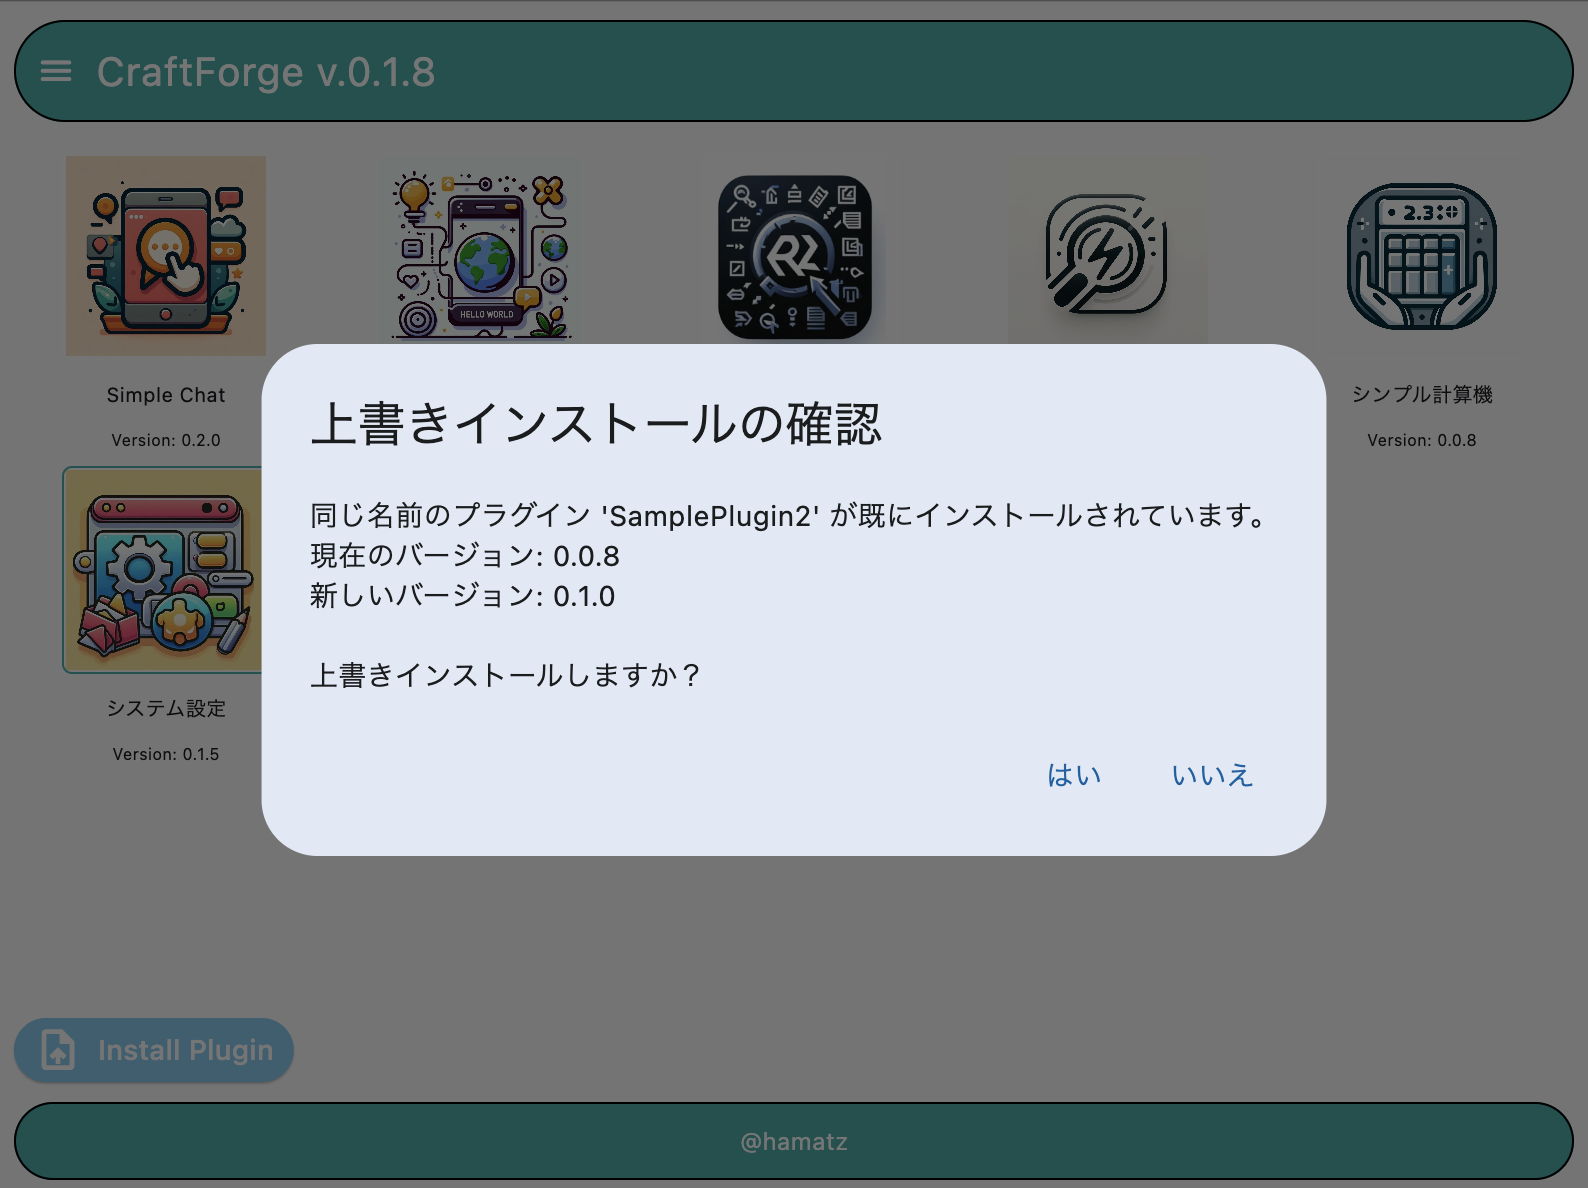 CraftForge v.0.1.8
HELLO WORLD
2.3
Simple Chat
シンプル計算機
Version: 0.2.0
Version: 0.0.8
上書きインストールの確認
同じ名前のプラグイン 'SamplePlugin2' が既にインストールされています。
現在のバージョン: 0.0.8
新しいバージョン: 0.1.0
上書きインストールしますか？
はい
いいえ
システム設定
Version: 0.1.5
Install Plugin
@hamatz